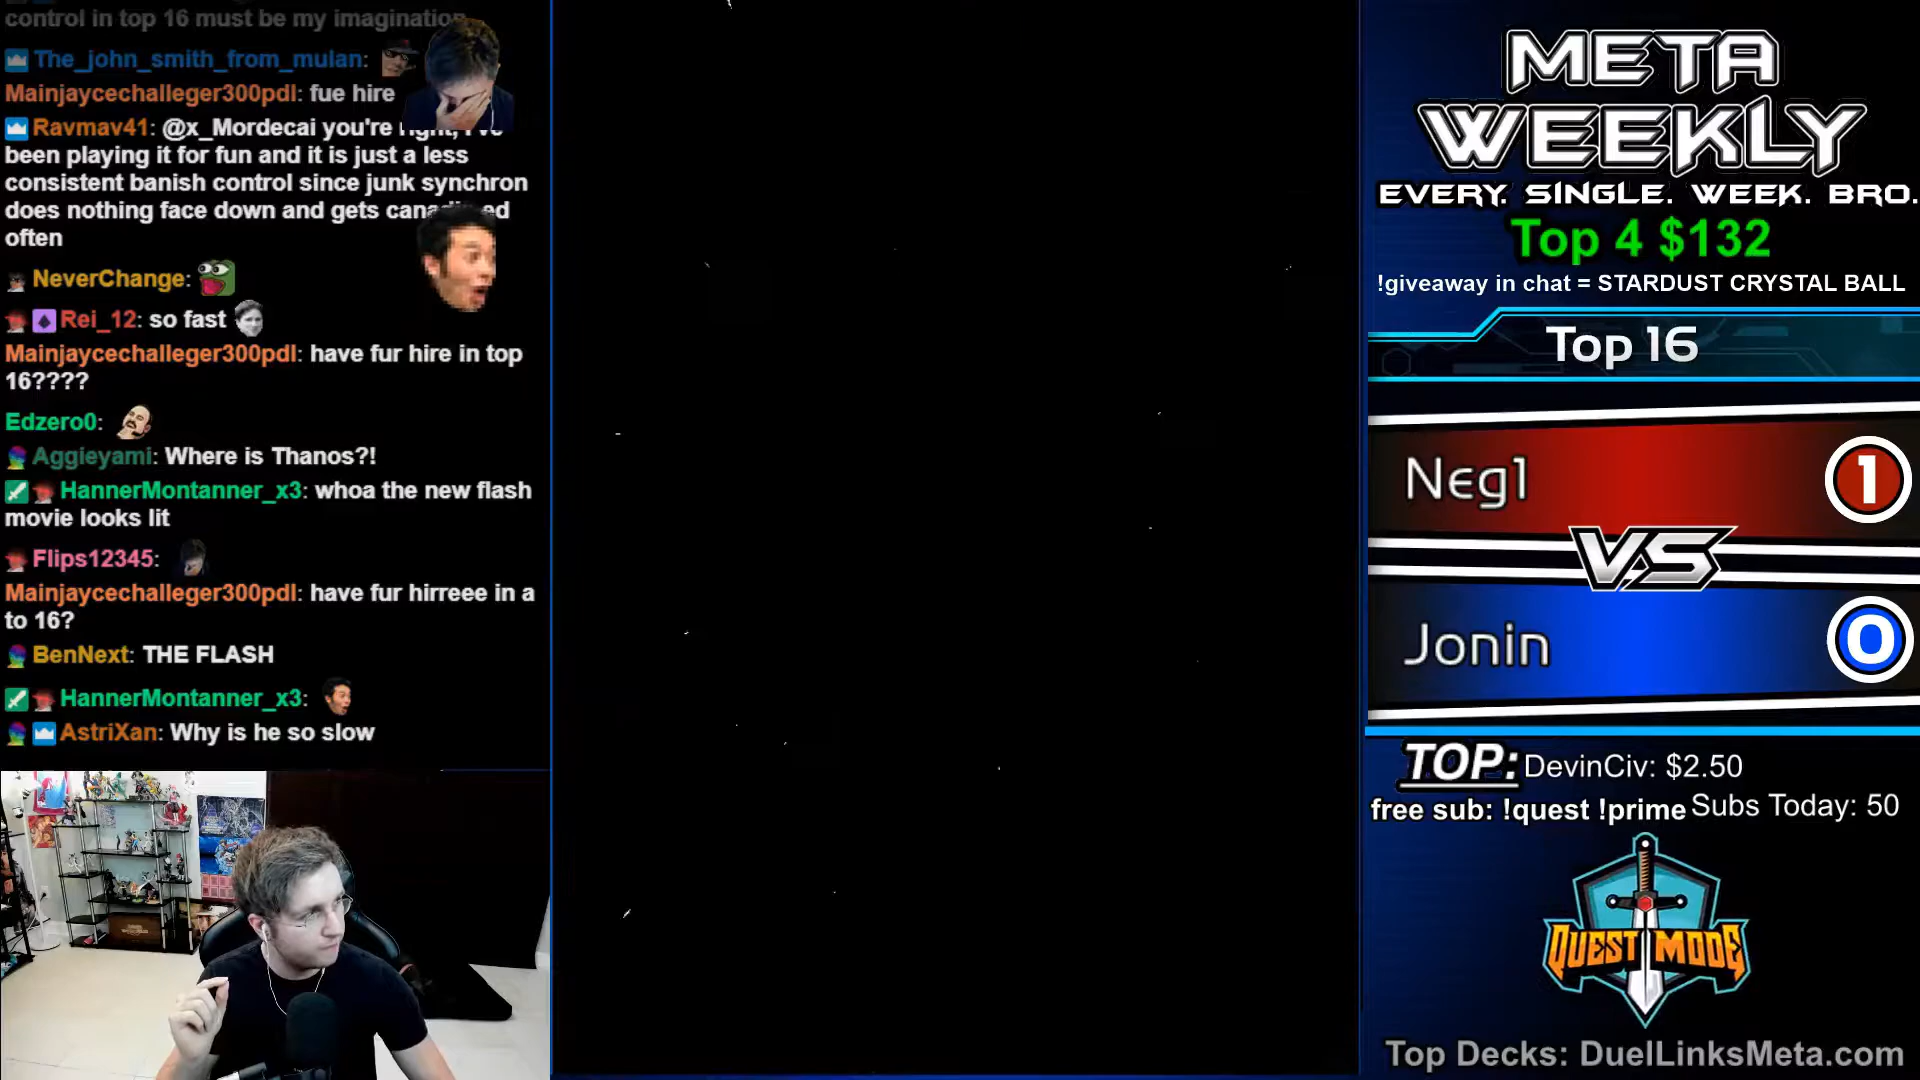 control in top 16 must be my imagination
The_john_smith_from_mulan:
Mainjaycechalleger300pdl: fue hire
Ravmav41: @x_Mordecai you're
been playing it for fun and it is just a less
consistent banish control since junk synchron
does nothing face down and gets
often
NeverChange:
Rei_12: so fast
Mainjaycechalleger300pdl: have fur hire in top
16????
Edzero0:
Aggieyami: Where is Thanos?!
HannerMontanner_x3: whoa the new flash
movie looks lit
Flips12345:
Mainjaycechalleger300pdl: have fur hirreee in a
to 16?
BenNext: THE FLASH
HannerMontanner_x3:
AstriXan: Why is he so slow
META
WEEKLY
EVERY. SINGLE. WEEK. BRO.
Top 4 $132
!giveaway in chat = STARDUST CRYSTAL BALL
Top 16
Neg1
1
VS
Jonin
0
TOP: DevinCiv: $2.50
free sub: !quest !prime Subs Today: 50
QUEST MODE
Top Decks: DuelLinksMeta.com